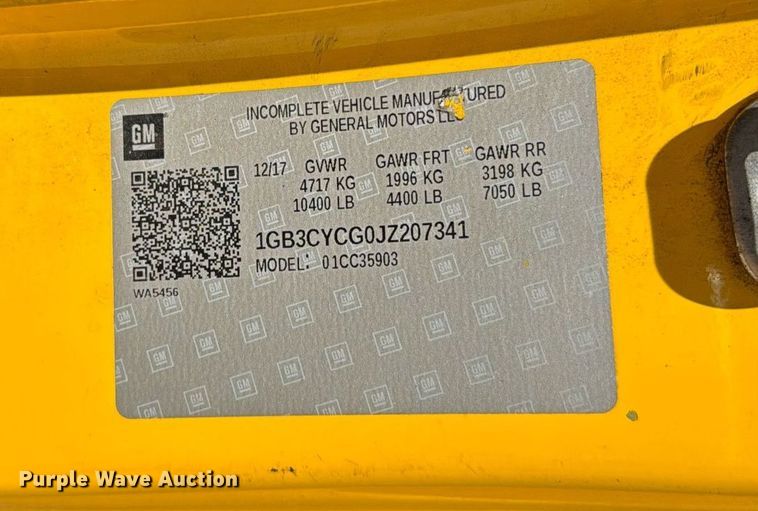 INCOMPLETE VEHICLE MANUFACTURED
BY GENERAL MOTORS LLC
GM
12/17 GVWR GAWR FRT GAWR RR
4717 KG 1996 KG 3198 KG
10400 LB 4400 LB 7050 LB
1GB3CYCG0JZ207341
MODEL: 01CC35903
WA5456
Purple Wave Auction